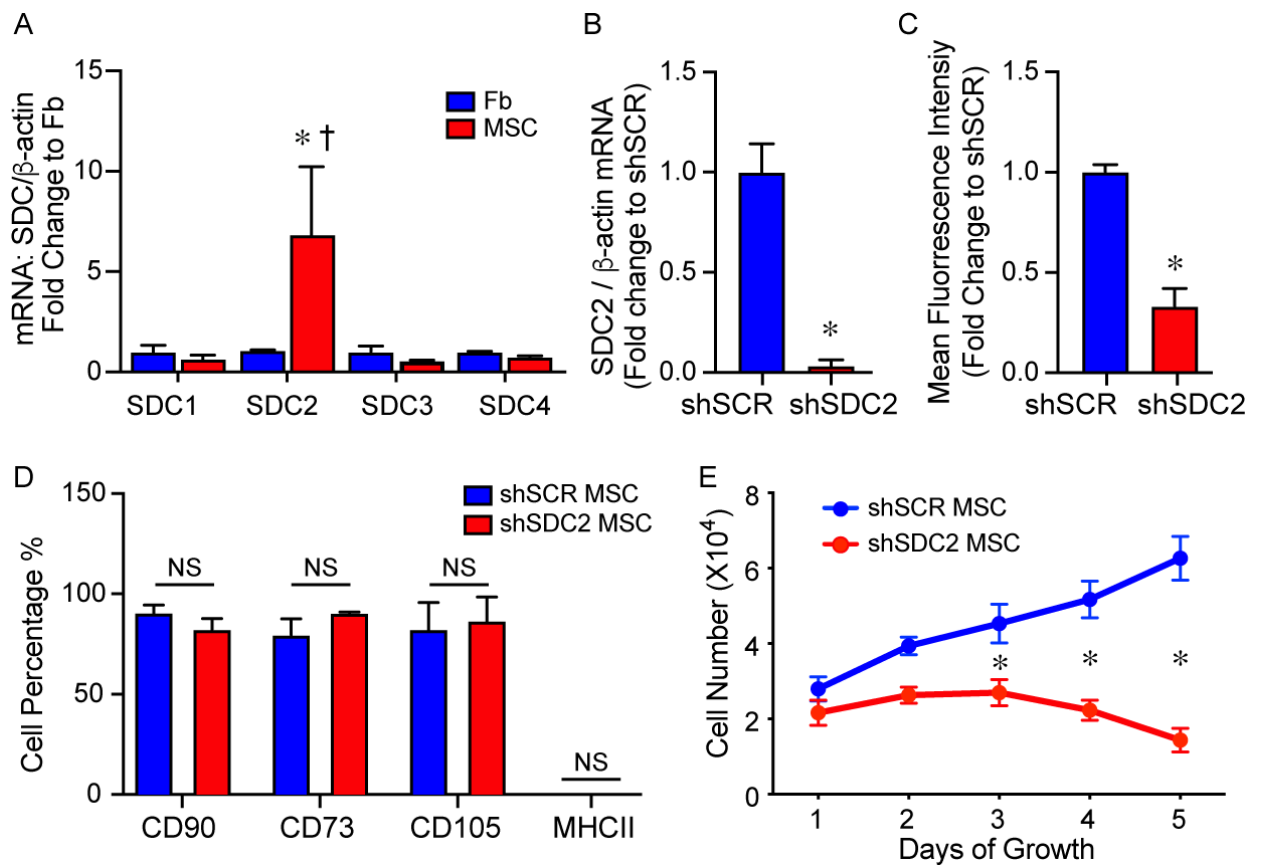 A
mRNA: SDC/β-actin
Fold Change to Fb
15
10
5
0
Fb
MSC
* †
SDC1 SDC2 SDC3 SDC4
B
SDC2 / β-actin mRNA
(Fold change to shSCR)
1.5
1.0
0.5
0.0
*
shSCR shSDC2
C
Mean Fluorescence Intensiy
(Fold Change to shSCR)
1.5
1.0
0.5
0.0
*
shSCR shSDC2
D
Cell Percentage %
150
100
50
0
shSCR MSC
shSDC2 MSC
NS NS NS NS
CD90 CD73 CD105 MHCII
E
Cell Number (X10⁴)
8
6
4
2
0
shSCR MSC
shSDC2 MSC
* * *
1 2 3 4 5
Days of Growth